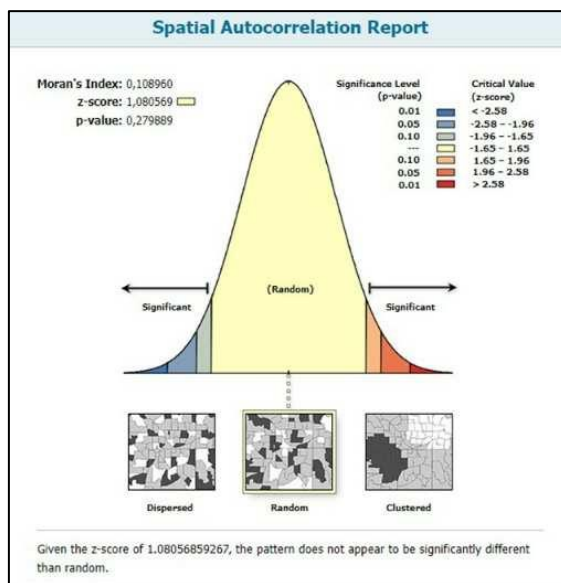 Spatial Autocorrelation Report
Moran's Index: 0,108960
z-score: 1,080569
p-value: 0,279889
Significance Level (p-value)
Critical Value (z-score)
0.01 < -2.58
0.05 -2.58 – -1.96
0.10 -1.96 – -1.65
--- -1.65 – 1.65
0.10 1.65 – 1.96
0.05 1.96 – 2.58
0.01 > 2.58
Significant
(Random)
Significant
Dispersed
Random
Clustered
Given the z-score of 1.08056859267, the pattern does not appear to be significantly different
than random.